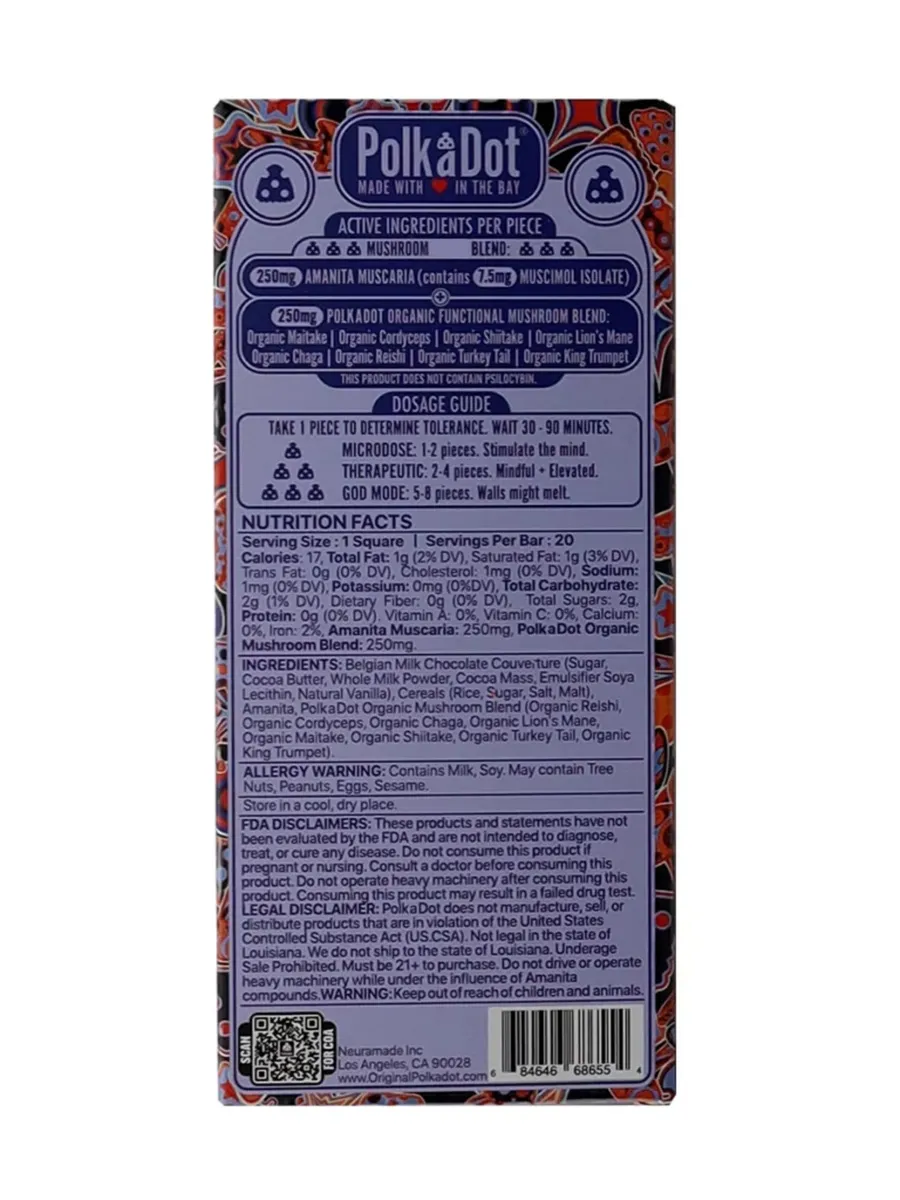 PolkaDot®
MADE WITH ❤ IN THE BAY
ACTIVE INGREDIENTS PER PIECE
MUSHROOM BLEND:
250mg AMANITA MUSCARIA (contains 7.5mg MUSCIMOL ISOLATE)
+
250mg POLKADOT ORGANIC FUNCTIONAL MUSHROOM BLEND:
Organic Maitake | Organic Cordyceps | Organic Shiitake | Organic Lion's Mane
Organic Chaga | Organic Reishi | Organic Turkey Tail | Organic King Trumpet
THIS PRODUCT DOES NOT CONTAIN PSILOCYBIN.
DOSAGE GUIDE
TAKE 1 PIECE TO DETERMINE TOLERANCE. WAIT 30 - 90 MINUTES.
MICRODOSE: 1-2 pieces. Stimulate the mind.
THERAPEUTIC: 2-4 pieces. Mindful + Elevated.
GOD MODE: 5-8 pieces. Walls might melt.
NUTRITION FACTS
Serving Size : 1 Square | Servings Per Bar : 20
Calories: 17, Total Fat: 1g (2% DV), Saturated Fat: 1g (3% DV),
Trans Fat: 0g (0% DV), Cholesterol: 1mg (0% DV), Sodium:
1mg (0% DV), Potassium: 0mg (0%DV), Total Carbohydrate:
2g (1% DV), Dietary Fiber: 0g (0% DV), Total Sugars: 2g,
Protein: 0g (0% DV). Vitamin A: 0%, Vitamin C: 0%, Calcium:
0%, Iron: 2%, Amanita Muscaria: 250mg, PolkaDot Organic
Mushroom Blend: 250mg.
INGREDIENTS: Belgian Milk Chocolate Couverture (Sugar,
Cocoa Butter, Whole Milk Powder, Cocoa Mass, Emulsifier Soya
Lecithin, Natural Vanilla), Cereals (Rice, Sugar, Salt, Malt),
Amanita, PolkaDot Organic Mushroom Blend (Organic Reishi,
Organic Cordyceps, Organic Chaga, Organic Lion's Mane,
Organic Maitake, Organic Shiitake, Organic Turkey Tail, Organic
King Trumpet).
ALLERGY WARNING: Contains Milk, Soy. May contain Tree
Nuts, Peanuts, Eggs, Sesame.
Store in a cool, dry place.
FDA DISCLAIMERS: These products and statements have not
been evaluated by the FDA and are not intended to diagnose,
treat, or cure any disease. Do not consume this product if
pregnant or nursing. Consult a doctor before consuming this
product. Do not operate heavy machinery after consuming this
product. Consuming this product may result in a failed drug test.
LEGAL DISCLAIMER: PolkaDot does not manufacture, sell, or
distribute products that are in violation of the United States
Controlled Substance Act (US.CSA). Not legal in the state of
Louisiana. We do not ship to the state of Louisiana. Underage
Sale Prohibited. Must be 21+ to purchase. Do not drive or operate
heavy machinery while under the influence of Amanita
compounds. WARNING: Keep out of reach of children and animals.
SCAN
FOR COA
Neuramade Inc
Los Angeles, CA 90028
www.OriginalPolkadot.com
6 84646 68655 4